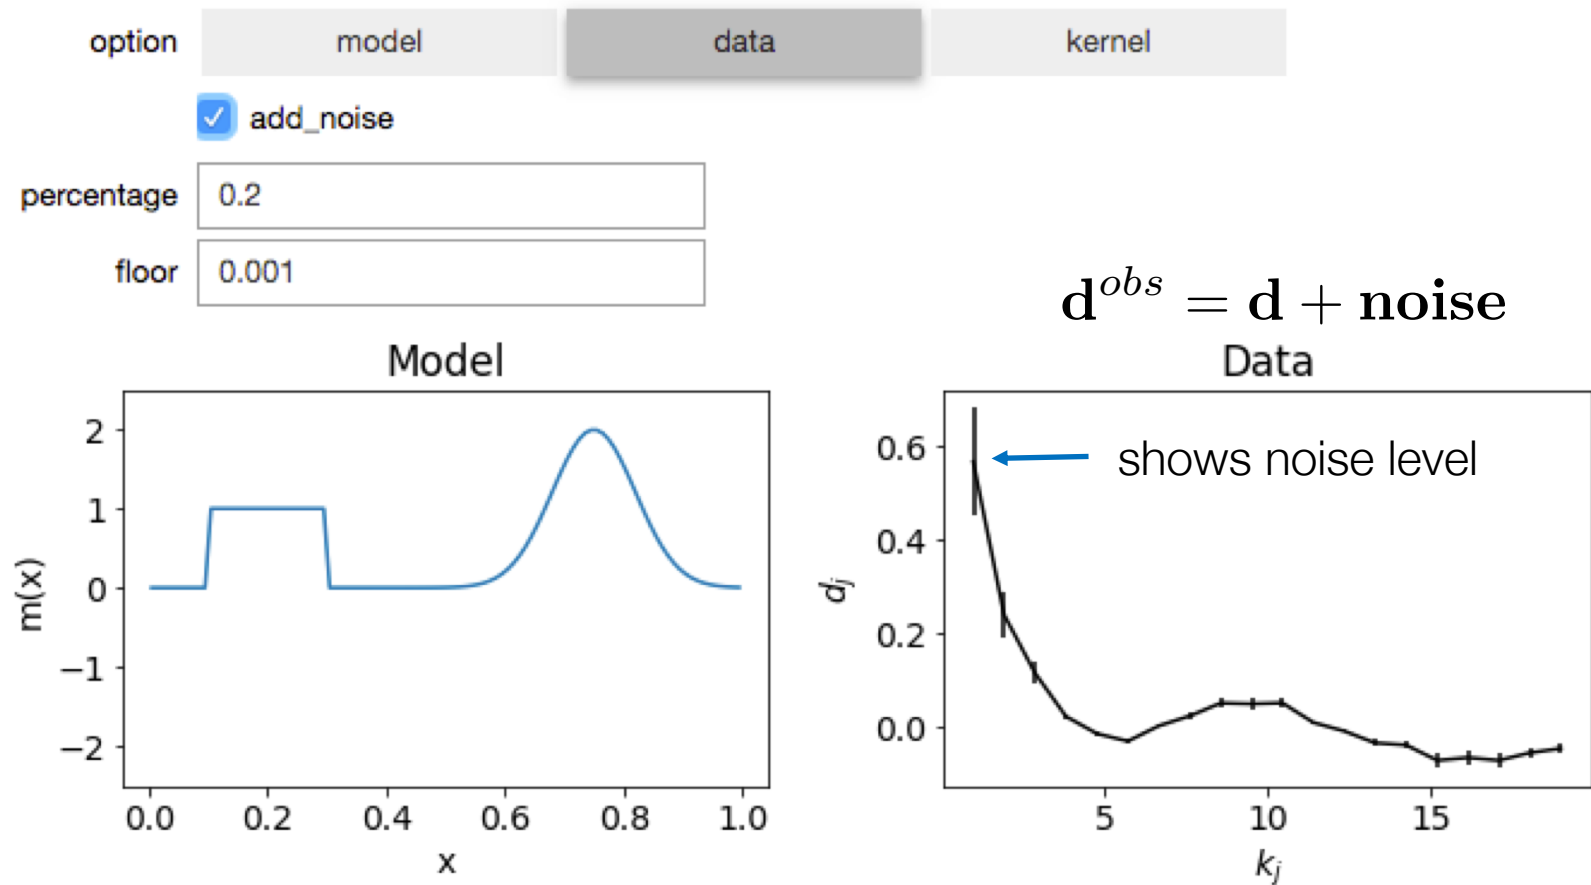 option model data kernel
add_noise
percentage 0.2
floor 0.001
d^{obs} = d + noise
Model
2
1
0
−1
−2
m(x)
0.0 0.2 0.4 0.6 0.8 1.0
x
Data
0.6
0.4
0.2
0.0
d_j
shows noise level
5 10 15
k_j